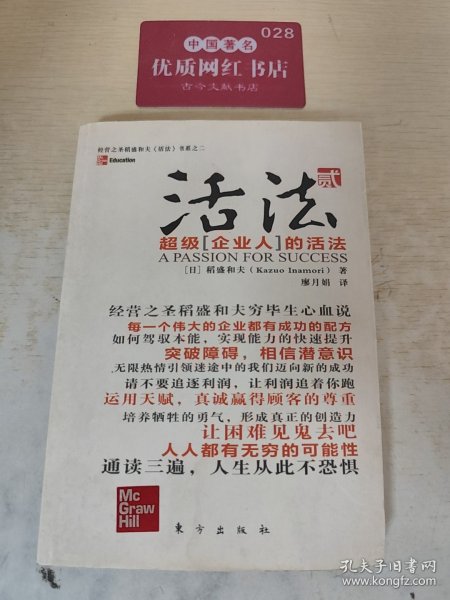 028
中国著名
优质网红书店
古今文献书店
经营之圣稻盛和夫《活法》书系之二
Education
活法 贰
超级[企业人]的活法
A PASSION FOR SUCCESS
[日] 稻盛和夫（Kazuo Inamori） 著
廖月娟 译
经营之圣稻盛和夫穷毕生心血说
每一个伟大的企业都有成功的配方
如何驾驭本能，实现能力的快速提升
突破障碍，相信潜意识
无限热情引领迷途中的我们迈向新的成功
请不要追逐利润，让利润追着你跑
运用天赋，真诚赢得顾客的尊重
培养牺牲的勇气，形成真正的创造力
让困难见鬼去吧
人人都有无穷的可能性
通读三遍，人生从此不恐惧
Mc
Graw
Hill
东方出版社
孔夫子旧书网
www.kongfz.com